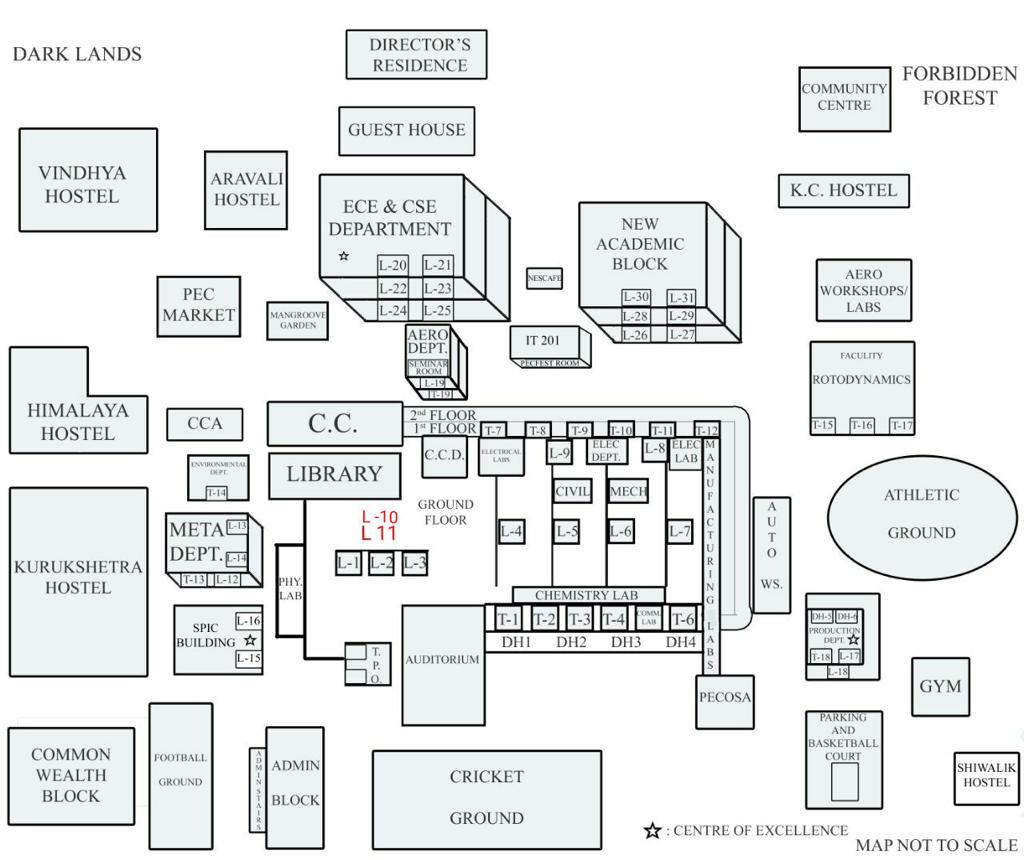 DARK LANDS
DIRECTOR'S
RESIDENCE
COMMUNITY
CENTRE
FORBIDDEN
FOREST
GUEST HOUSE
VINDHYA
HOSTEL
ARAVALI
HOSTEL
K.C. HOSTEL
ECE & CSE
DEPARTMENT
L-20
L-21
L-22
L-23
L-24
L-25
NEW
ACADEMIC
BLOCK
L-30
L-31
L-28
L-29
L-26
L-27
NESCAFE
AERO
WORKSHOPS/
LABS
PEC
MARKET
MANGROOVE
GARDEN
AERO
DEPT.
SEMINAR
ROOM
L-19
IT-19
IT 201
PECFEST ROOM
FACULITY
ROTODYNAMICS
T-15
T-16
T-17
HIMALAYA
HOSTEL
CCA
C.C.
2nd FLOOR
1st FLOOR
T-7
T-8
T-9
T-10
T-11
T-12
C.C.D.
ELECTRICAL
LABS
L-9
ELEC
DEPT.
L-8
ELEC
LAB
MANUFACTURING LABS
ENVIRONMENTAL
DEPT.
T-14
LIBRARY
GROUND
FLOOR
CIVIL
MECH
AUTO WS.
ATHLETIC
GROUND
META
DEPT.
L-13
L-14
T-13
L-12
L -10
L 11
L-4
L-5
L-6
L-7
L-1
L-2
L-3
KURUKSHETRA
HOSTEL
PHY.
LAB
CHEMISTRY LAB
T-1
T-2
T-3
T-4
COMM.
LAB
T-6
DH1
DH2
DH3
DH4
SPIC
BUILDING
L-16
L-15
T.
P.
O.
AUDITORIUM
DH-5
DH-6
PRODUCTION
DEPT.
T-18
L-17
L-18
PECOSA
GYM
COMMON
WEALTH
BLOCK
FOOTBALL
GROUND
ADMIN STAIRS
ADMIN
BLOCK
CRICKET
GROUND
PARKING
AND
BASKETBALL
COURT
SHIWALIK
HOSTEL
: CENTRE OF EXCELLENCE
MAP NOT TO SCALE